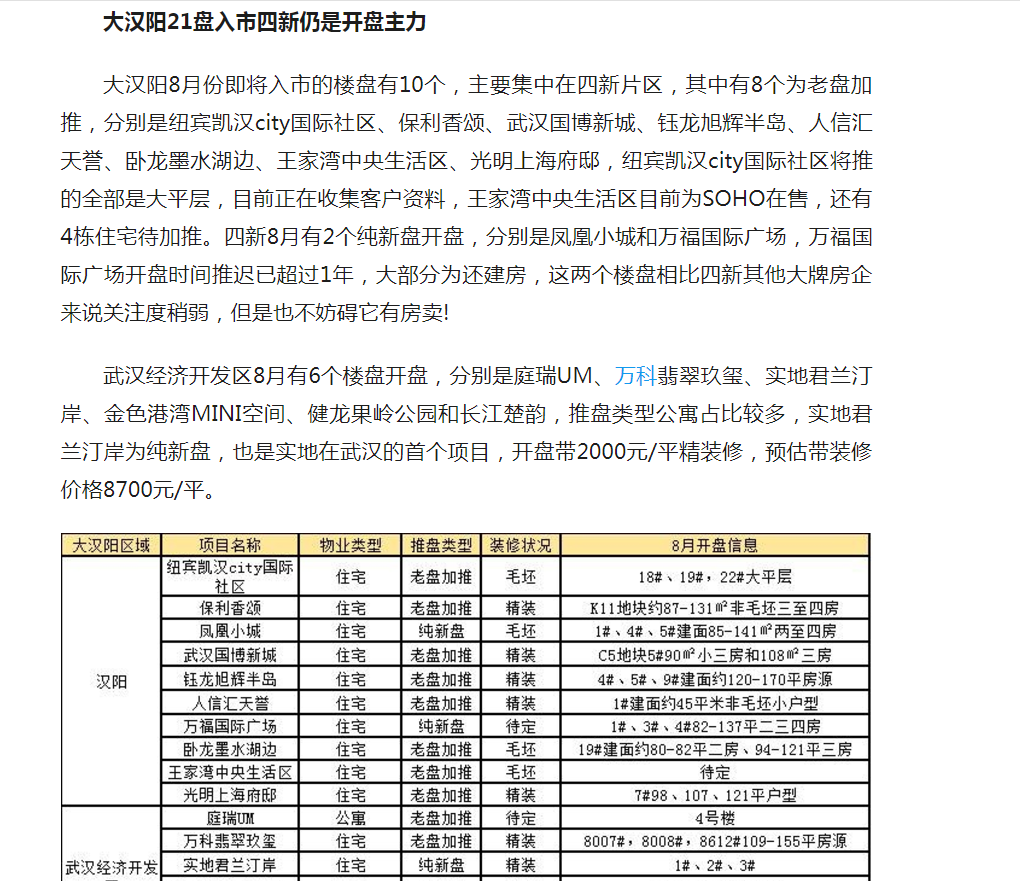 大汉阳21盘入市四新仍是开盘主力
大汉阳8月份即将入市的楼盘有10个，主要集中在四新片区，其中有8个为老盘加
推，分别是纽宾凯汉city国际社区、保利香颂、武汉国博新城、钰龙旭辉半岛、人信汇
天誉、卧龙墨水湖边、王家湾中央生活区、光明上海府邸，纽宾凯汉city国际社区将推
的全部是大平层，目前正在收集客户资料，王家湾中央生活区目前为SOHO在售，还有
4栋住宅待加推。四新8月有2个纯新盘开盘，分别是凤凰小城和万福国际广场，万福国
际广场开盘时间推迟已超过1年，大部分为还建房，这两个楼盘相比四新其他大牌房企
来说关注度稍弱，但是也不妨碍它有房卖!
武汉经济开发区8月有6个楼盘开盘，分别是庭瑞UM、万科翡翠玖玺、实地君兰汀
岸、金色港湾MINI空间、健龙果岭公园和长江楚韵，推盘类型公寓占比较多，实地君
兰汀岸为纯新盘，也是实地在武汉的首个项目，开盘带2000元/平精装修，预估带装修
价格8700元/平。
大汉阳区域 项目名称 物业类型 推盘类型 装修状况 8月开盘信息
汉阳
纽宾凯汉city国际
社区 住宅 老盘加推 毛坯 18#、19#，22#大平层
保利香颂 住宅 老盘加推 精装 K11地块约87-131㎡非毛坯三至四房
凤凰小城 住宅 纯新盘 毛坯 1#、4#、5#建面85-141㎡两至四房
武汉国博新城 住宅 老盘加推 精装 C5地块5#90㎡小三房和108㎡三房
钰龙旭辉半岛 住宅 老盘加推 精装 4#、5#、9#建面约120-170平房源
人信汇天誉 住宅 老盘加推 精装 1#建面约45平米非毛坯小户型
万福国际广场 住宅 纯新盘 待定 1#、3#、4#82-137平二三四房
卧龙墨水湖边 住宅 老盘加推 毛坯 19#建面约80-82平二房、94-121平三房
王家湾中央生活区 住宅 老盘加推 毛坯 待定
光明上海府邸 住宅 老盘加推 精装 7#98、107、121平户型
武汉经济开发
庭瑞UM 公寓 老盘加推 待定 4号楼
万科翡翠玖玺 住宅 老盘加推 精装 8007#，8008#，8612#109-155平房源
实地君兰汀岸 住宅 纯新盘 精装 1#、2#、3#